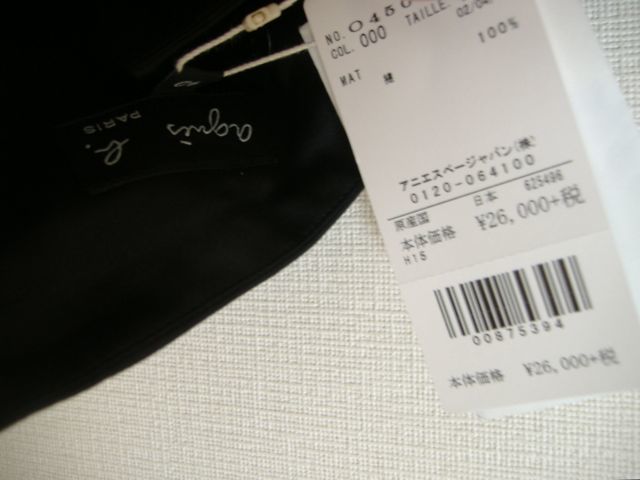 agnès b.
PARIS
NO. 0450
COL. 000
TAILLE.
02/04
MAT 綿 100%
アニエスベージャパン(株)
0120-064100
625496
原産国 日本
本体価格 ¥26,000+税
H15
00875394
本体価格 ¥26,000+税